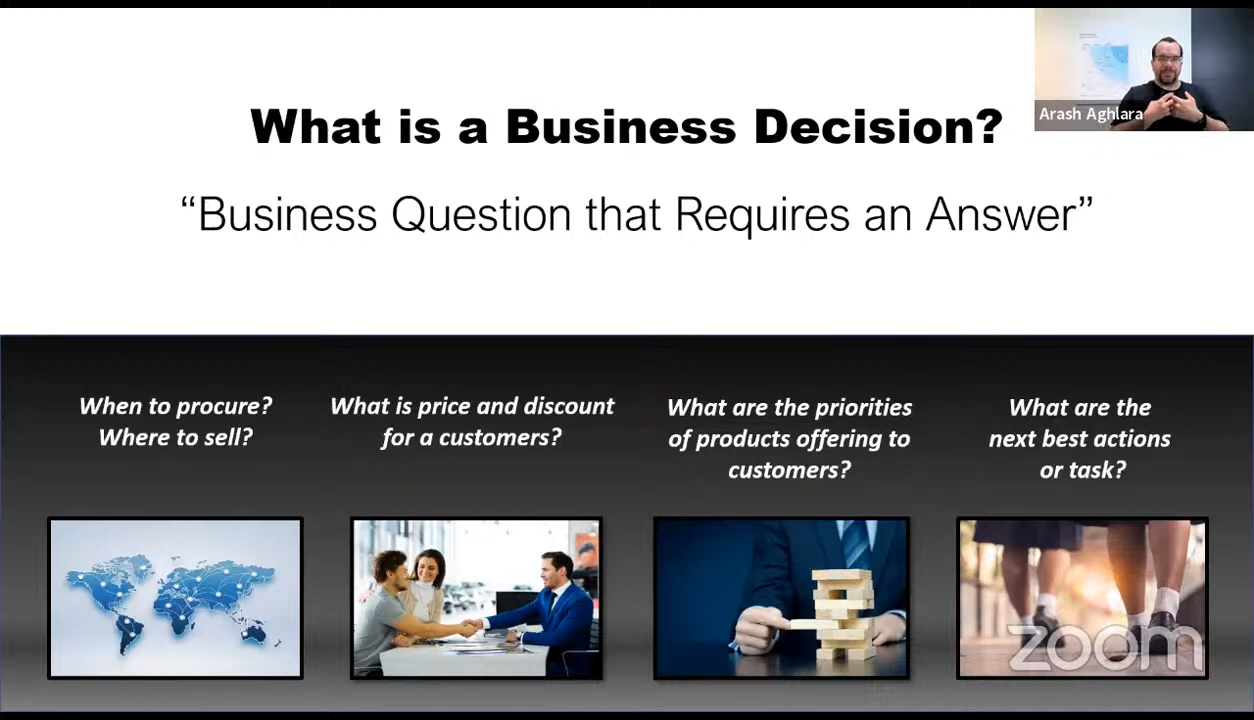 Arash Aghlara
What is a Business Decision?
“Business Question that Requires an Answer”
When to procure?
Where to sell?
What is price and discount
for a customers?
What are the priorities
of products offering to
customers?
What are the
next best actions
or task?
zoom